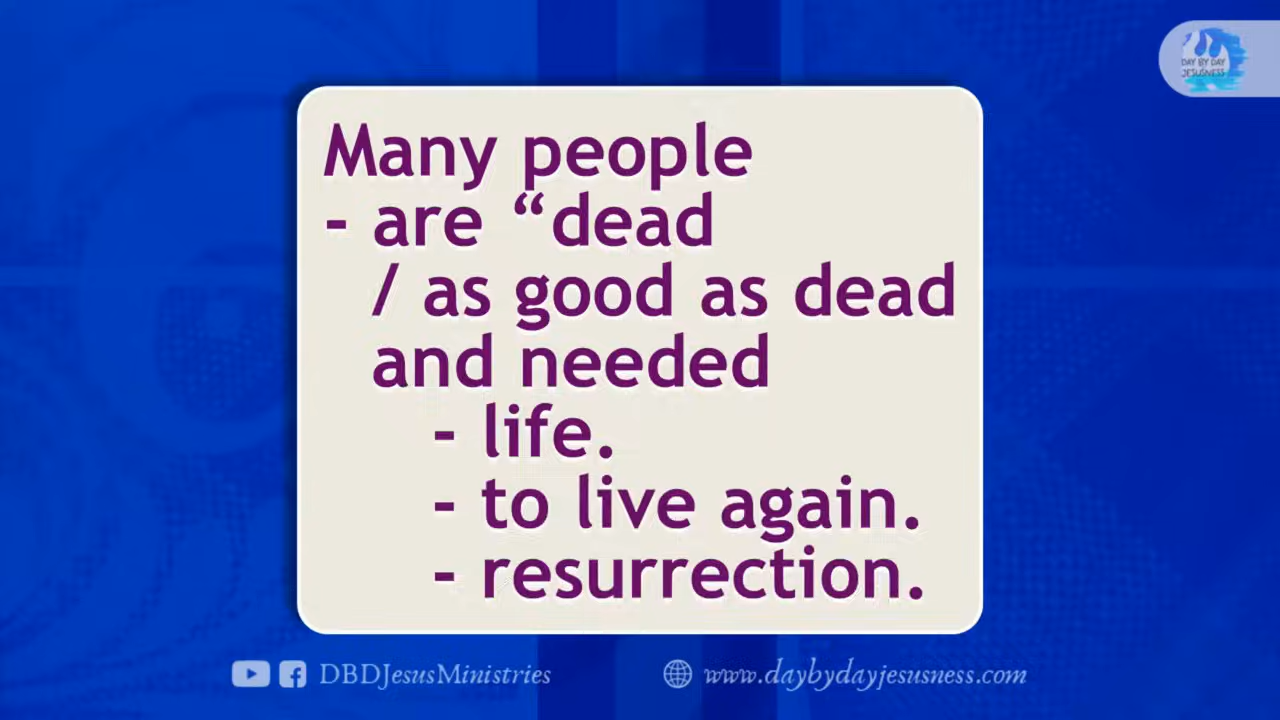 DAY BY DAY
JESUSNESS
Many people
- are “dead
/ as good as dead
and needed
- life.
- to live again.
- resurrection.
DBDJesusMinistries
www.daybydayjesusness.com